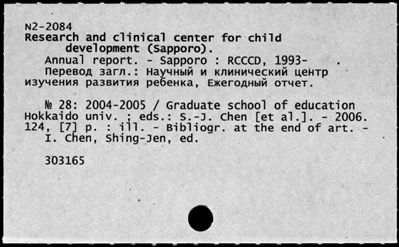 N2-2084
Research and clinical center for child
development (Sapporo).
Annual report. - Sapporo : RCCCD, 1993- .
Перевод загл.: Научный и клинический центр
изучения развития ребенка, Ежегодный отчет.
№ 28: 2004-2005 / Graduate school of education
Hokkaido univ. ; eds.: S.-J. Chen [et al.]. - 2006.
124, [7] p. : ill. - Bibliogr. at the end of art. -
I. Chen, Shing-Jen, ed.
303165